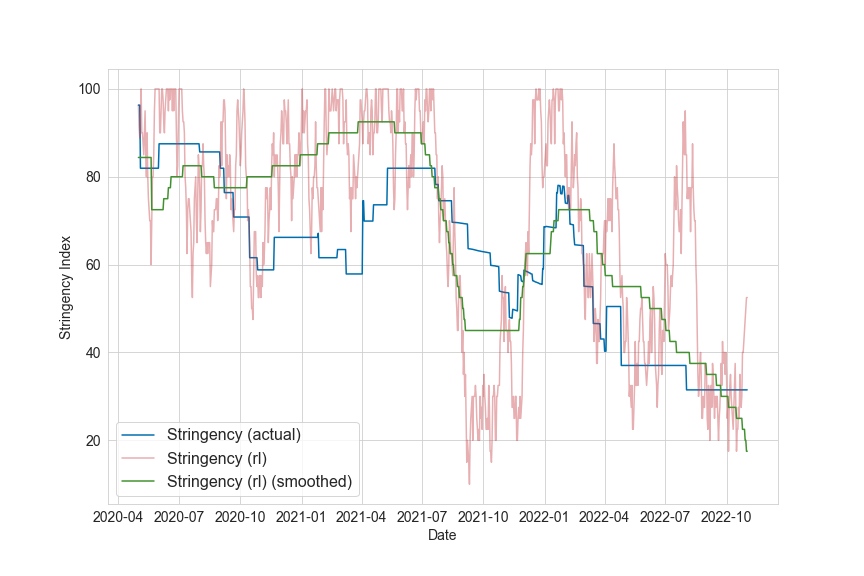 100
80
60
40
20
Stringency Index
Stringency (actual)
Stringency (rl)
Stringency (rl) (smoothed)
2020-04 2020-07 2020-10 2021-01 2021-04 2021-07 2021-10 2022-01 2022-04 2022-07 2022-10
Date